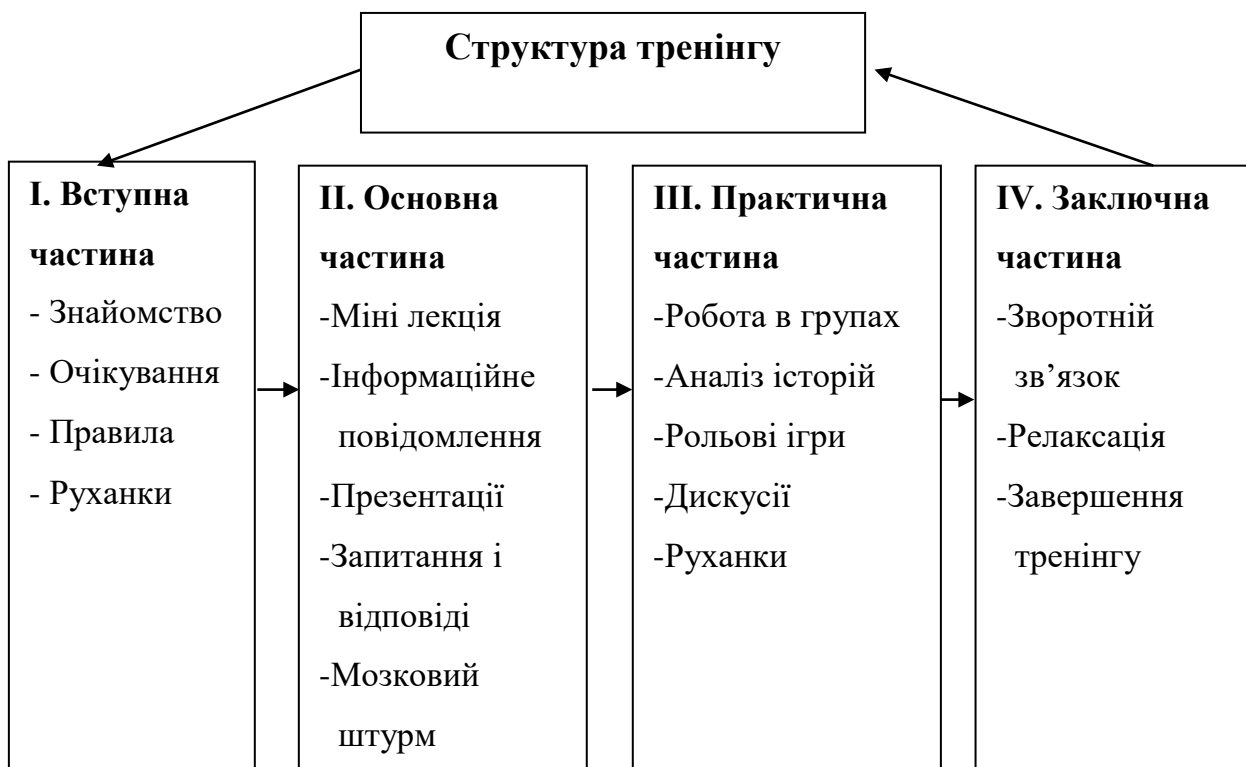 Структура тренінгу
І. Вступна
частина
- Знайомство
- Очікування
- Правила
- Руханки
ІІ. Основна
частина
-Міні лекція
-Інформаційне
повідомлення
-Презентації
-Запитання і
відповіді
-Мозковий
штурм
ІІІ. Практична
частина
-Робота в групах
-Аналіз історій
-Рольові ігри
-Дискусії
-Руханки
IV. Заключна
частина
-Зворотній
зв’язок
-Релаксація
-Завершення
тренінгу